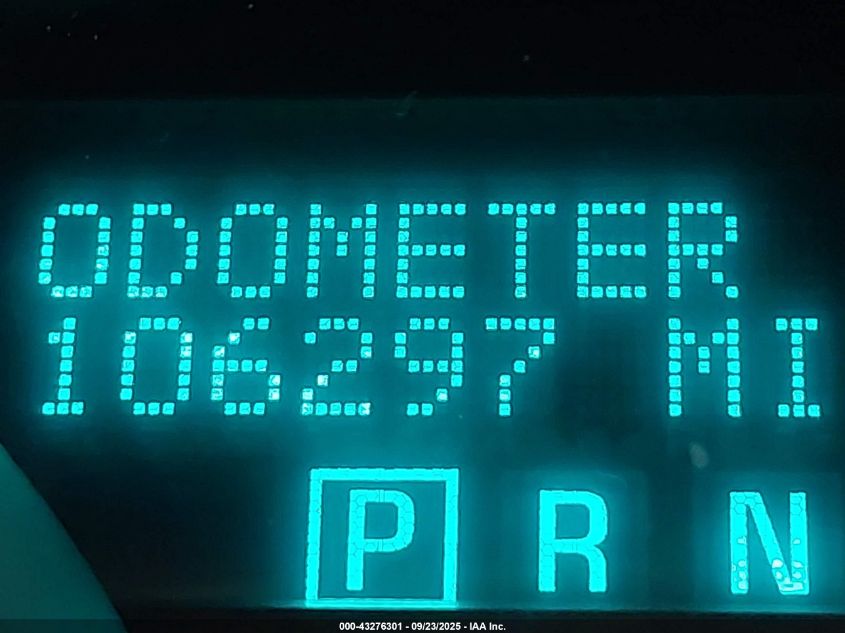 ODOMETER
106297 MI
P R N
000-43276301 - 09/23/2025 - IAA Inc.